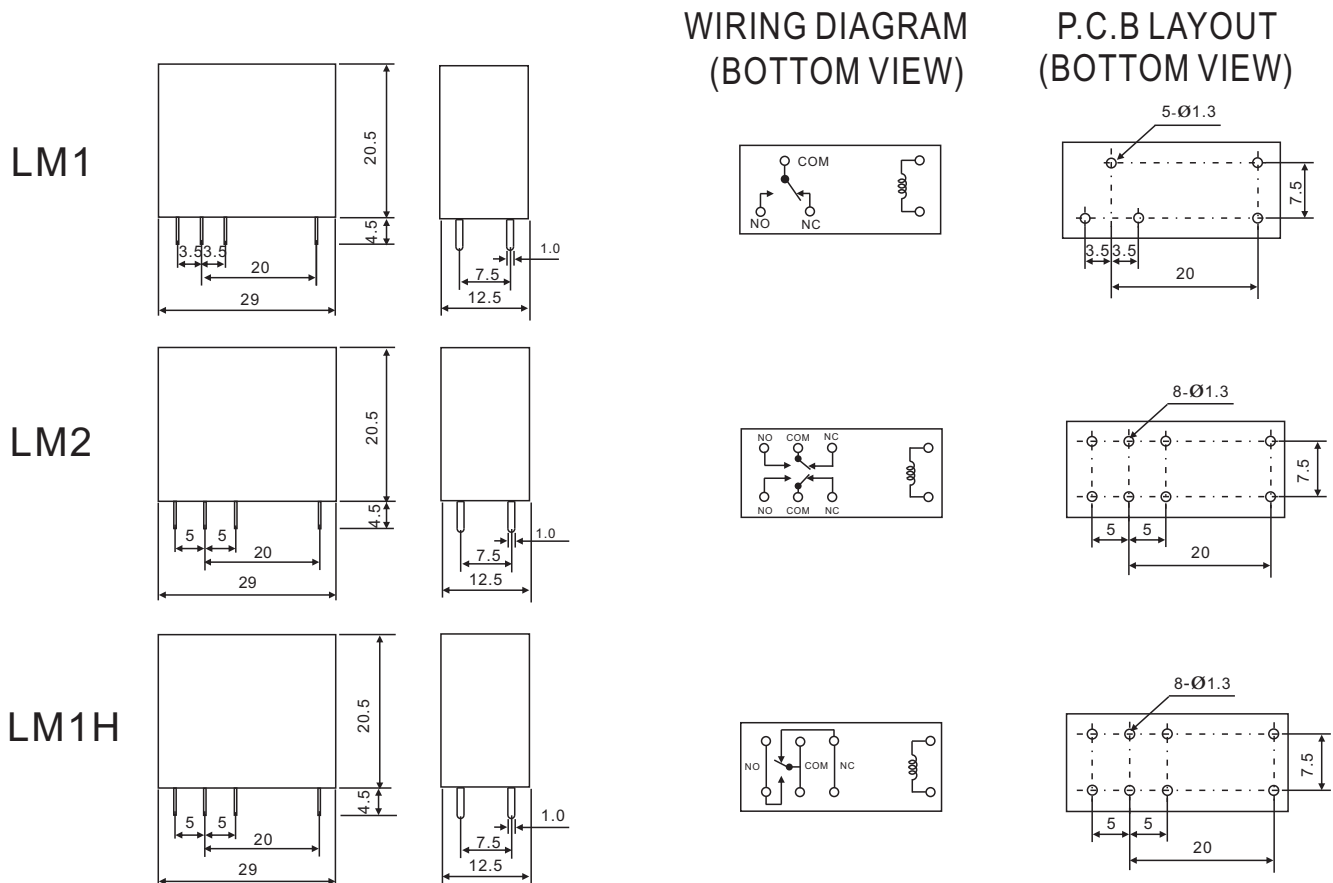 WIRING DIAGRAM
(BOTTOM VIEW)
P.C.B LAYOUT
(BOTTOM VIEW)
LM1
20.5
4.5
3.5 3.5
20
29
1.0
7.5
12.5
COM
NO NC
5-Ø1.3
7.5
3.5 3.5
20
LM2
20.5
4.5
5 5
20
29
1.0
7.5
12.5
NO COM NC
NO COM NC
8-Ø1.3
7.5
5 5
20
LM1H
20.5
4.5
5 5
20
29
1.0
7.5
12.5
NO COM NC
8-Ø1.3
7.5
5 5
20